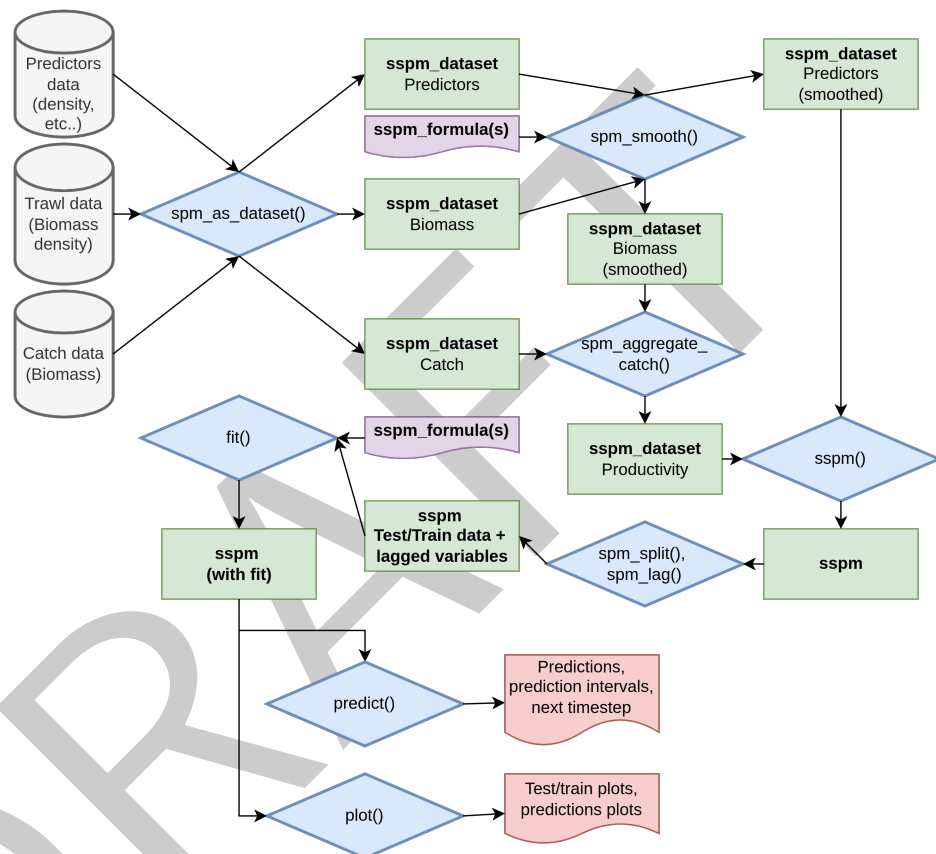 Predictors
data
(density,
etc..)
sspm_dataset
Predictors
sspm_dataset
Predictors
(smoothed)
sspm_formula(s)
spm_smooth()
Trawl data
(Biomass
density)
spm_as_dataset()
sspm_dataset
Biomass
sspm_dataset
Biomass
(smoothed)
Catch data
(Biomass)
sspm_dataset
Catch
spm_aggregate_
catch()
fit()
sspm_formula(s)
sspm_dataset
Productivity
sspm()
sspm
(with fit)
sspm
Test/Train data +
lagged variables
spm_split(),
spm_lag()
sspm
predict()
Predictions,
prediction intervals,
next timestep
plot()
Test/train plots,
predictions plots
DRAFT